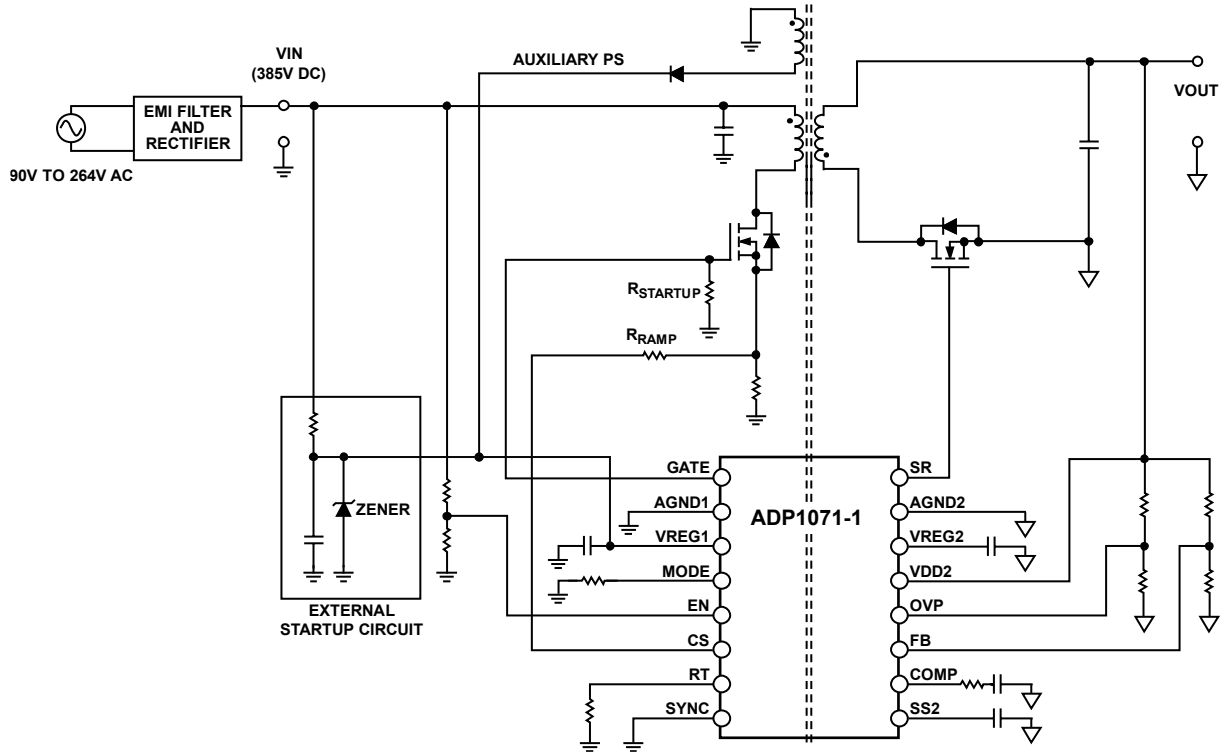 VIN
(385V DC)
AUXILIARY PS
VOUT
EMI FILTER
AND
RECTIFIER
90V TO 264V AC
RSTARTUP
RRAMP
ZENER
EXTERNAL
STARTUP CIRCUIT
ADP1071-1
GATE
AGND1
VREG1
MODE
EN
CS
RT
SYNC
SR
AGND2
VREG2
VDD2
OVP
FB
COMP
SS2